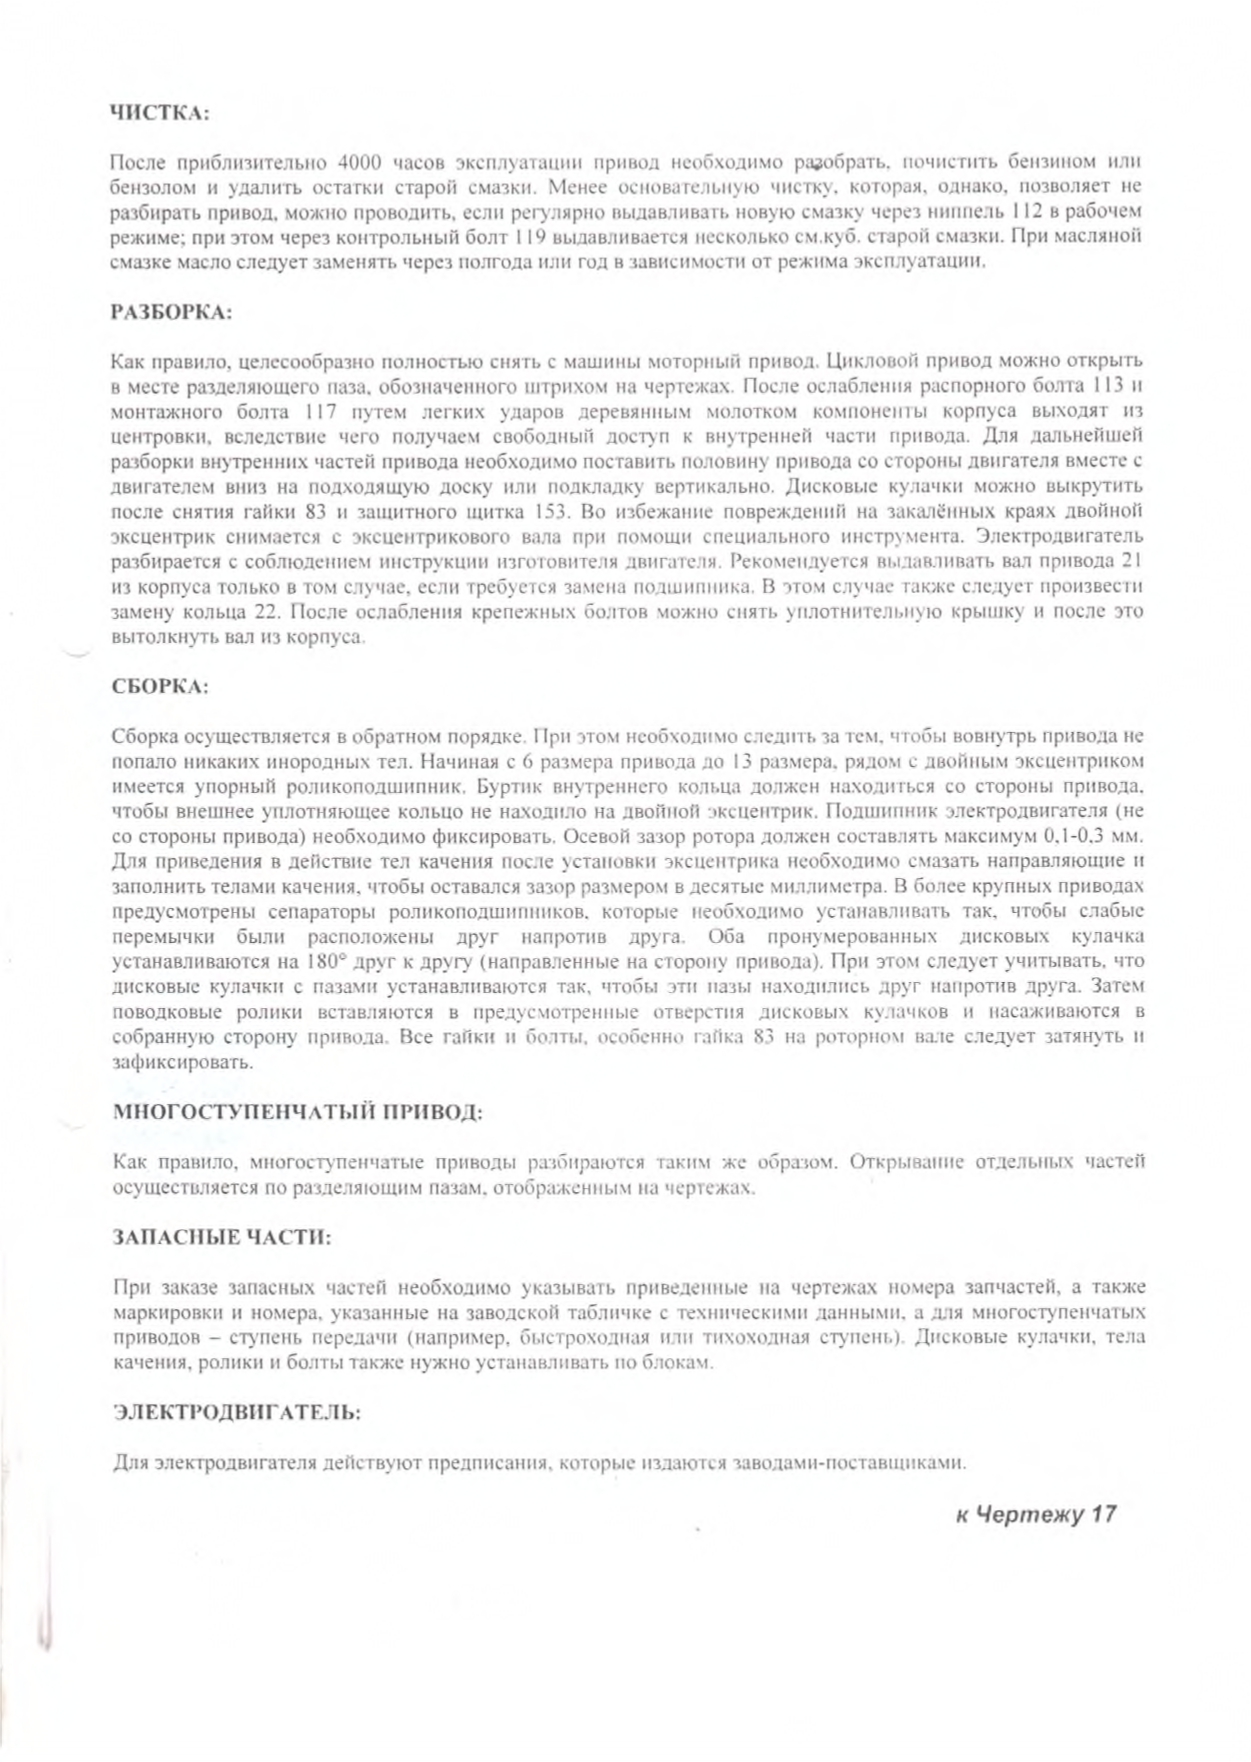 ЧИСТКА:
После приблизительно 4000 часов эксплуатации привод необходимо разобрать, почистить бензином или
бензолом и удалить остатки старой смазки. Менее основательную чистку, которая, однако, позволяет не
разбирать привод, можно проводить, если регулярно выдавливать новую смазку через ниппель 112 в рабочем
режиме; при этом через контрольный болт 119 выдавливается несколько см.куб. старой смазки. При масляной
смазке масло следует заменять через полгода или год в зависимости от режима эксплуатации.
РАЗБОРКА:
Как правило, целесообразно полностью снять с машины моторный привод. Цикловой привод можно открыть
в месте разделяющего паза, обозначенного штрихом на чертежах. После ослабления распорного болта 113 и
монтажного болта 117 путем легких ударов деревянным молотком компоненты корпуса выходят из
центровки, вследствие чего получаем свободный доступ к внутренней части привода. Для дальнейшей
разборки внутренних частей привода необходимо поставить половину привода со стороны двигателя вместе с
двигателем вниз на подходящую доску или подкладку вертикально. Дисковые кулачки можно выкрутить
после снятия гайки 83 и защитного щитка 153. Во избежание повреждений на закалённых краях двойной
эксцентрик снимается с эксцентрикового вала при помощи специального инструмента. Электродвигатель
разбирается с соблюдением инструкции изготовителя двигателя. Рекомендуется выдавливать вал привода 21
из корпуса только в том случае, если требуется замена подшипника. В этом случае также следует произвести
замену кольца 22. После ослабления крепежных болтов можно снять уплотнительную крышку и после это
вытолкнуть вал из корпуса.
СБОРКА:
Сборка осуществляется в обратном порядке. При этом необходимо следить за тем, чтобы вовнутрь привода не
попало никаких инородных тел. Начиная с 6 размера привода до 13 размера, рядом с двойным эксцентриком
имеется упорный роликоподшипник. Буртик внутреннего кольца должен находиться со стороны привода,
чтобы внешнее уплотняющее кольцо не находило на двойной эксцентрик. Подшипник электродвигателя (не
со стороны привода) необходимо фиксировать. Осевой зазор ротора должен составлять максимум 0,1-0,3 мм.
Для приведения в действие тел качения после установки эксцентрика необходимо смазать направляющие и
заполнить телами качения, чтобы оставался зазор размером в десятые миллиметра. В более крупных приводах
предусмотрены сепараторы роликоподшипников, которые необходимо устанавливать так, чтобы слабые
перемычки были расположены друг напротив друга. Оба пронумерованных дисковых кулачка
устанавливаются на 180° друг к другу (направленные на сторону привода). При этом следует учитывать, что
дисковые кулачки с пазами устанавливаются так, чтобы эти пазы находились друг напротив друга. Затем
поводковые ролики вставляются в предусмотренные отверстия дисковых кулачков и насаживаются в
собранную сторону привода. Все гайки и болты, особенно гайка 83 на роторном вале следует затянуть и
зафиксировать.
МНОГОСТУПЕНЧАТЫЙ ПРИВОД:
Как правило, многоступенчатые приводы разбираются таким же образом. Открывание отдельных частей
осуществляется по разделяющим пазам, отображенным на чертежах.
ЗАПАСНЫЕ ЧАСТИ:
При заказе запасных частей необходимо указывать приведенные на чертежах номера запчастей, а также
маркировки и номера, указанные на заводской табличке с техническими данными, а для многоступенчатых
приводов – ступень передачи (например, быстроходная или тихоходная ступень). Дисковые кулачки, тела
качения, ролики и болты также нужно устанавливать по блокам.
ЭЛЕКТРОДВИГАТЕЛЬ:
Для электродвигателя действуют предписания, которые издаются заводами-поставщиками.
к Чертежу 17